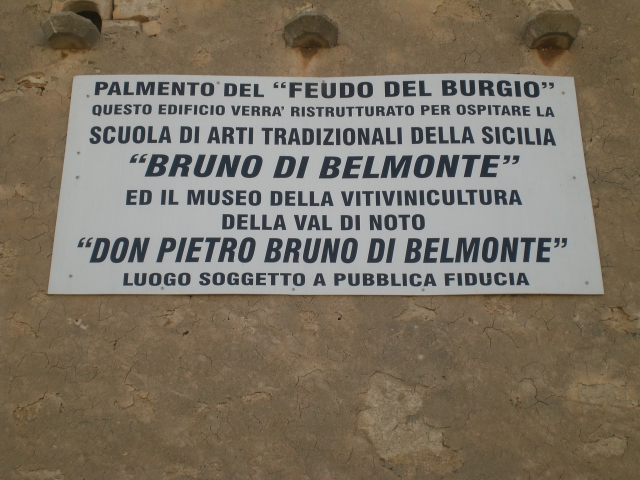 PALMENTO DEL "FEUDO DEL BURGIO"
QUESTO EDIFICIO VERRA' RISTRUTTURATO PER OSPITARE LA
SCUOLA DI ARTI TRADIZIONALI DELLA SICILIA
"BRUNO DI BELMONTE"
ED IL MUSEO DELLA VITIVINICULTURA
DELLA VAL DI NOTO
"DON PIETRO BRUNO DI BELMONTE"
LUOGO SOGGETTO A PUBBLICA FIDUCIA